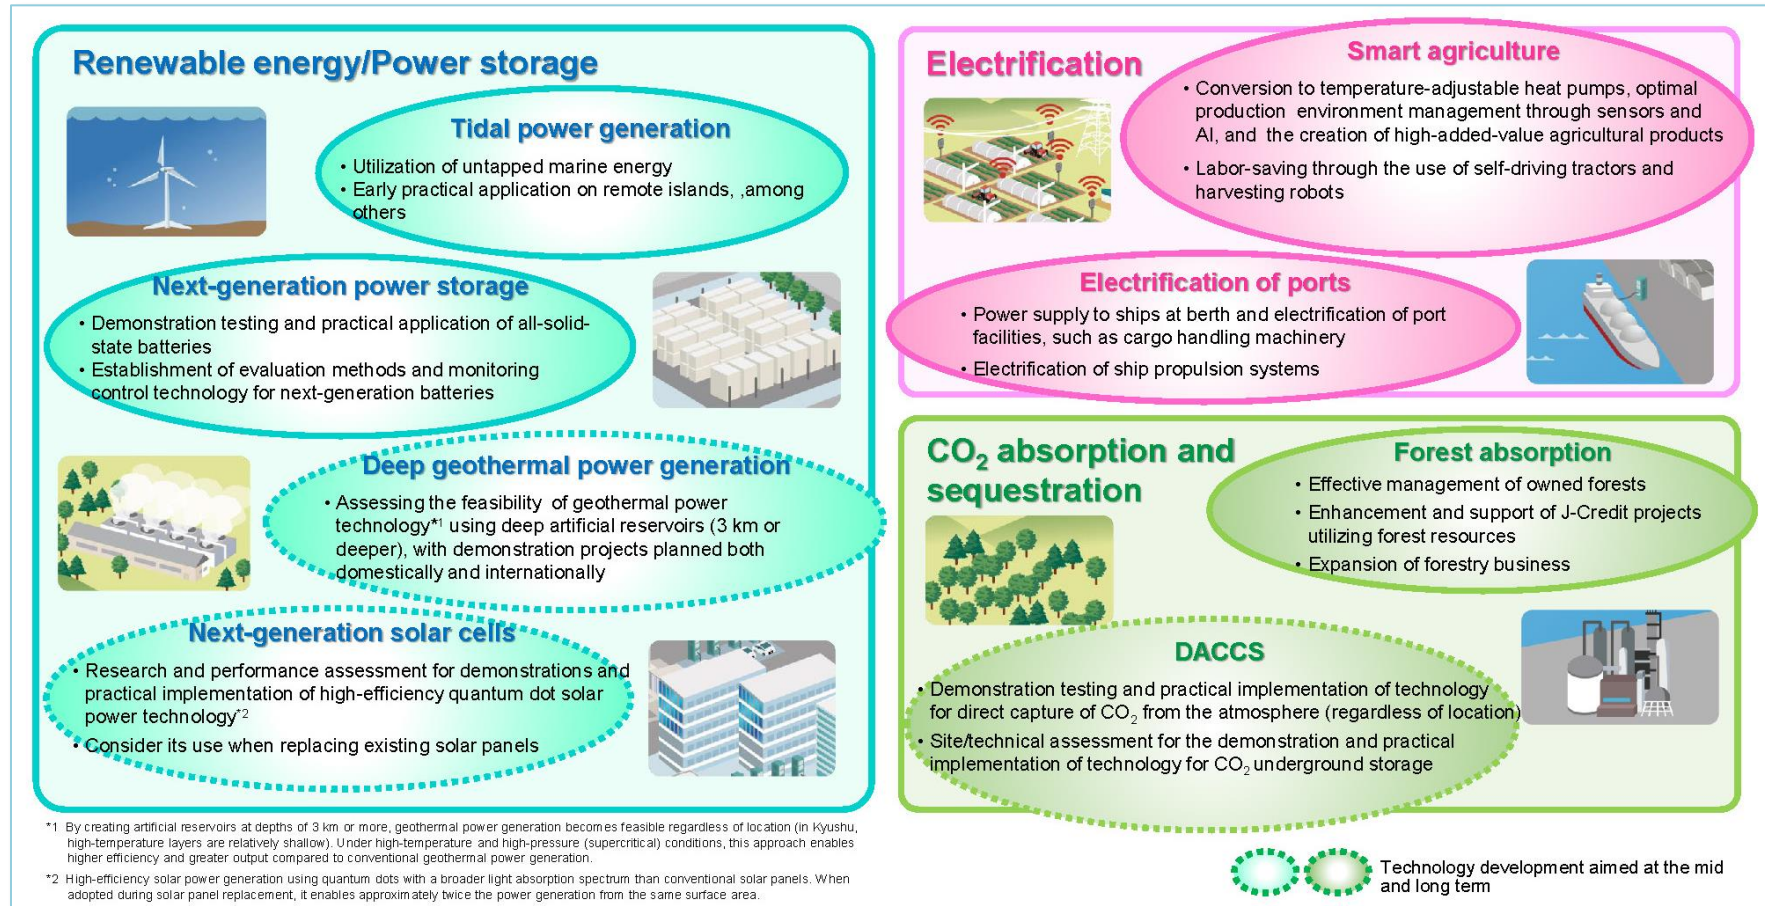 Renewable energy/Power storage
Tidal power generation
• Utilization of untapped marine energy
• Early practical application on remote islands, ,among
others
Next-generation power storage
• Demonstration testing and practical application of all-solid-
state batteries
• Establishment of evaluation methods and monitoring
control technology for next-generation batteries
Deep geothermal power generation
• Assessing the feasibility of geothermal power
technology*1 using deep artificial reservoirs (3 km or
deeper), with demonstration projects planned both
domestically and internationally
Next-generation solar cells
• Research and performance assessment for demonstrations and
practical implementation of high-efficiency quantum dot solar
power technology*2
• Consider its use when replacing existing solar panels
*1 By creating artificial reservoirs at depths of 3 km or more, geothermal power generation becomes feasible regardless of location (in Kyushu,
high-temperature layers are relatively shallow). Under high-temperature and high-pressure (supercritical) conditions, this approach enables
higher efficiency and greater output compared to conventional geothermal power generation.
*2 High-efficiency solar power generation using quantum dots with a broader light absorption spectrum than conventional solar panels. When
adopted during solar panel replacement, it enables approximately twice the power generation from the same surface area.
Electrification
Smart agriculture
• Conversion to temperature-adjustable heat pumps, optimal
production environment management through sensors and
AI, and the creation of high-added-value agricultural products
• Labor-saving through the use of self-driving tractors and
harvesting robots
Electrification of ports
• Power supply to ships at berth and electrification of port
facilities, such as cargo handling machinery
• Electrification of ship propulsion systems
CO₂ absorption and
sequestration
Forest absorption
• Effective management of owned forests
• Enhancement and support of J-Credit projects
utilizing forest resources
• Expansion of forestry business
DACCS
• Demonstration testing and practical implementation of technology
for direct capture of CO₂ from the atmosphere (regardless of location)
• Site/technical assessment for the demonstration and practical
implementation of technology for CO₂ underground storage
Technology development aimed at the mid
and long term